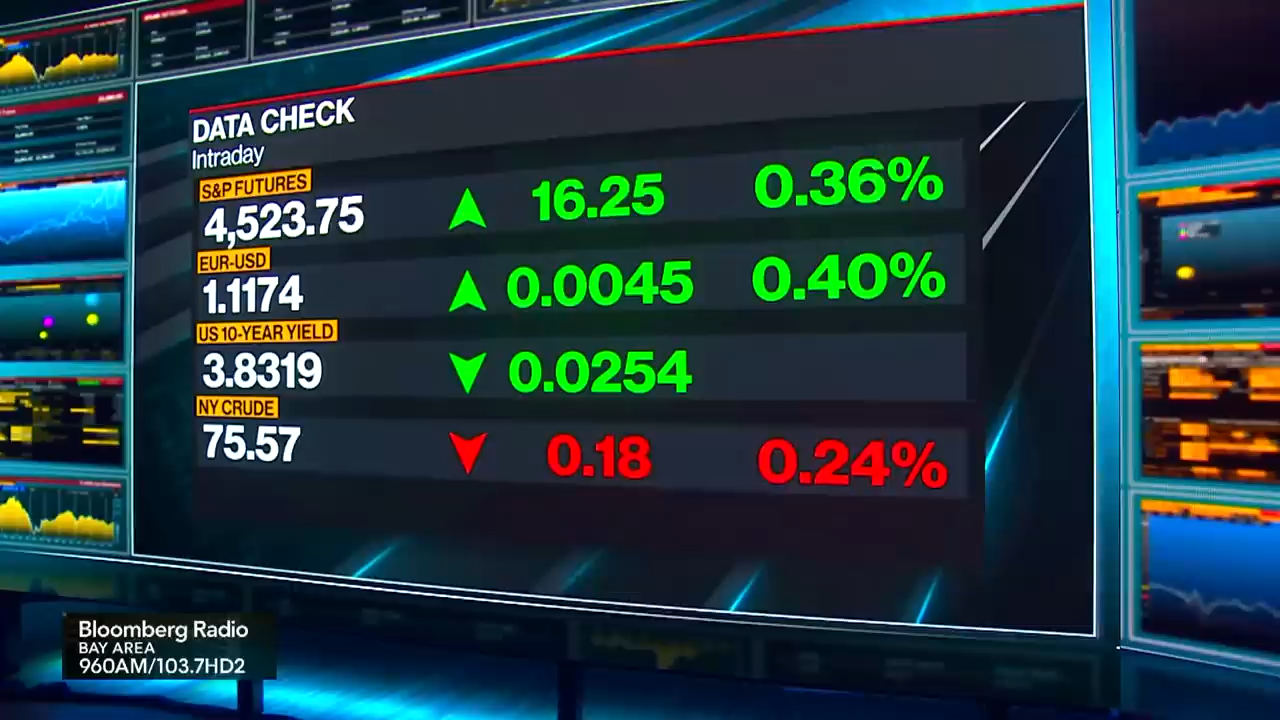 DATA CHECK
Intraday
S&P FUTURES
4,523.75 16.25 0.36%
EUR-USD
1.1174 0.0045 0.40%
US 10-YEAR YIELD
3.8319 0.0254
NY CRUDE
75.57 0.18 0.24%
Bloomberg Radio
BAY AREA
960AM/103.7HD2